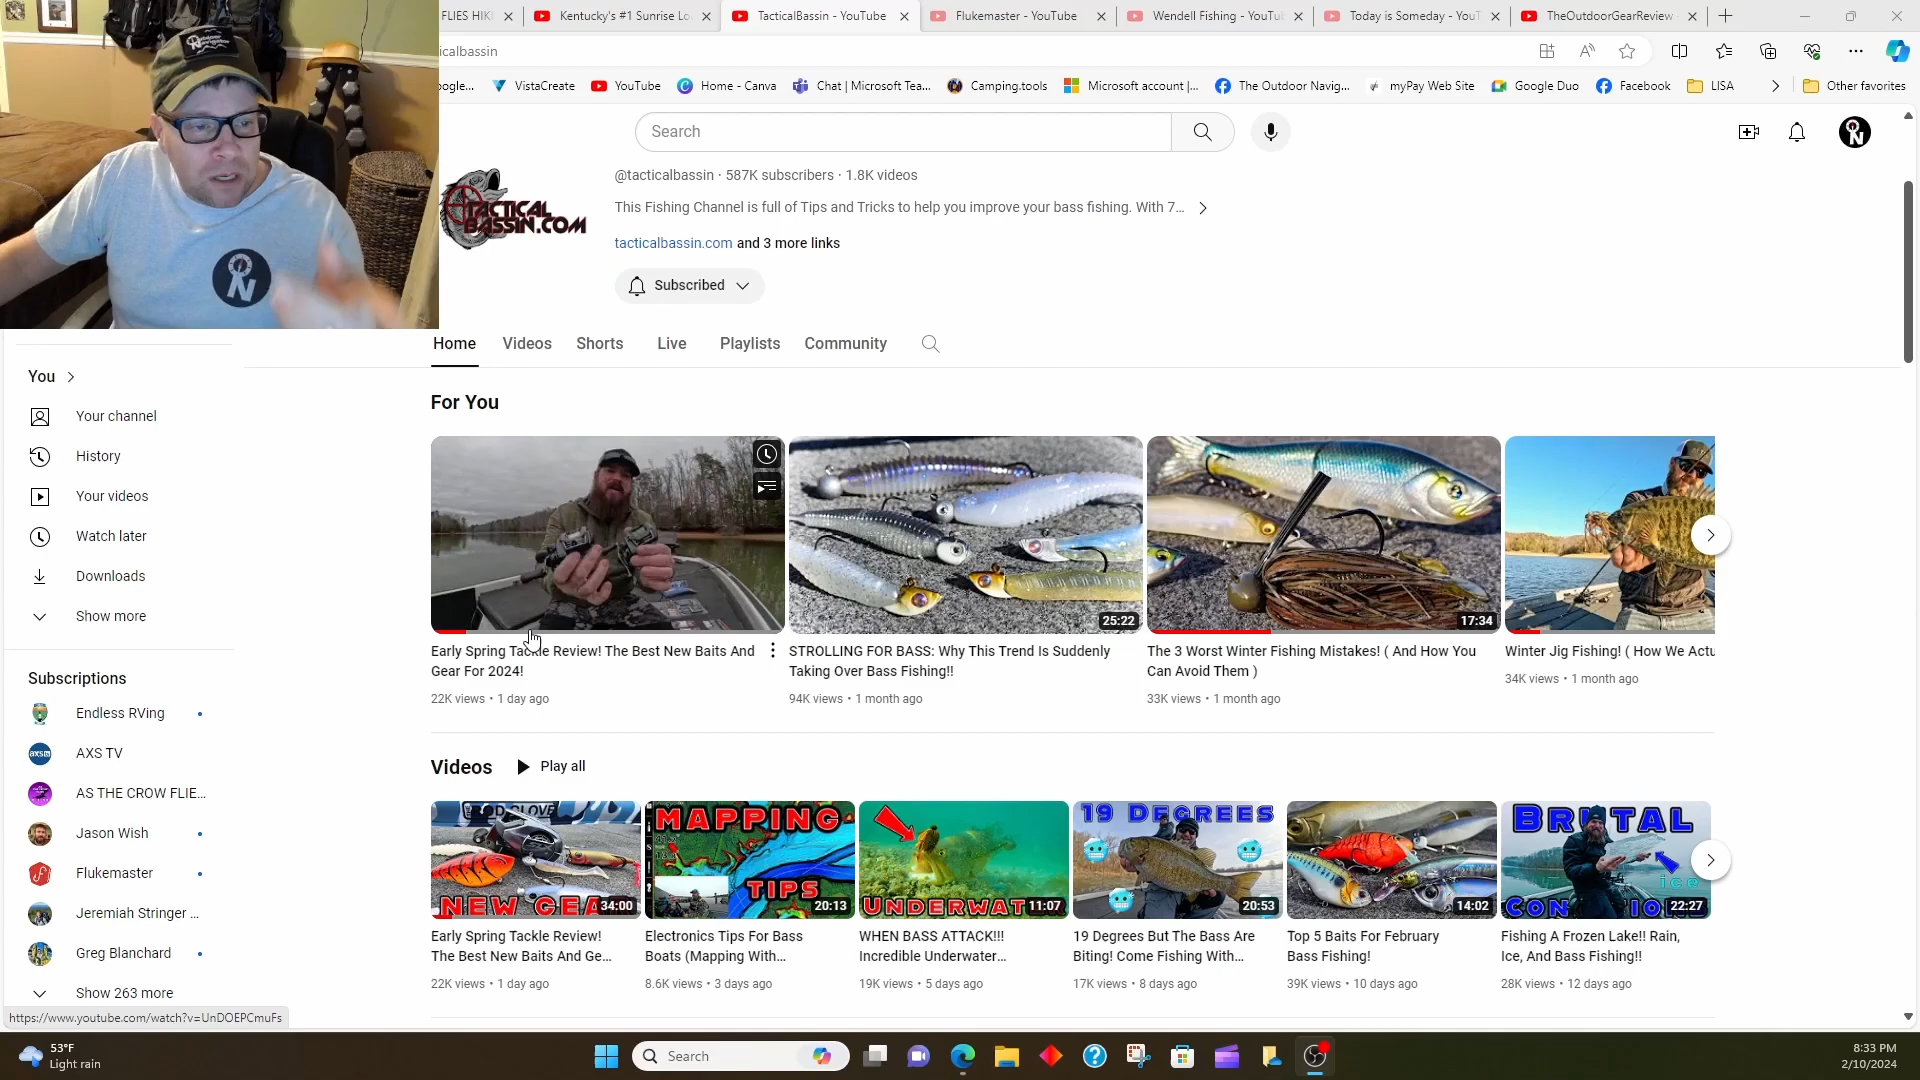 FLIES HIK
Kentucky's #1 Sunrise Lo
TacticalBassin - YouTube
Flukemaster - YouTube
Wendell Fishing - YouTu
Today is Someday - YouT
TheOutdoorGearReview
icalbassin
ogle...
VistaCreate
YouTube
Home - Canva
Chat | Microsoft Tea...
Camping.tools
Microsoft account |...
The Outdoor Navig...
myPay Web Site
Google Duo
Facebook
LISA
Other favorites
Search
@tacticalbassin · 587K subscribers · 1.8K videos
This Fishing Channel is full of Tips and Tricks to help you improve your bass fishing. With 7...
TACTICAL
BASSIN.COM
tacticalbassin.com and 3 more links
Subscribed
N
Home
Videos
Shorts
Live
Playlists
Community
You
Your channel
History
Your videos
Watch later
Downloads
Show more
Subscriptions
Endless RVing
AXS TV
AS THE CROW FLIE...
Jason Wish
Flukemaster
Jeremiah Stringer ...
Greg Blanchard
Show 263 more
https://www.youtube.com/watch?v=UnDOEPCmuFs
For You
Early Spring Tackle Review! The Best New Baits And
Gear For 2024!
22K views • 1 day ago
25:22
STROLLING FOR BASS: Why This Trend Is Suddenly
Taking Over Bass Fishing!!
94K views • 1 month ago
17:34
The 3 Worst Winter Fishing Mistakes! ( And How You
Can Avoid Them )
33K views • 1 month ago
Winter Jig Fishing! ( How We Actu
34K views • 1 month ago
Videos
Play all
NEW GEA
34:00
Early Spring Tackle Review!
The Best New Baits And Ge...
22K views • 1 day ago
MAPPING
TIPS
20:13
Electronics Tips For Bass
Boats (Mapping With...
8.6K views • 3 days ago
UNDERWAT
11:07
WHEN BASS ATTACK!!!
Incredible Underwater...
19K views • 5 days ago
19 DEGREES
20:53
19 Degrees But The Bass Are
Biting! Come Fishing With...
17K views • 8 days ago
14:02
Top 5 Baits For February
Bass Fishing!
39K views • 10 days ago
BRUTAL
ice
22:27
Fishing A Frozen Lake!! Rain,
Ice, And Bass Fishing!!
28K views • 12 days ago
53°F
Light rain
Search
8:33 PM
2/10/2024